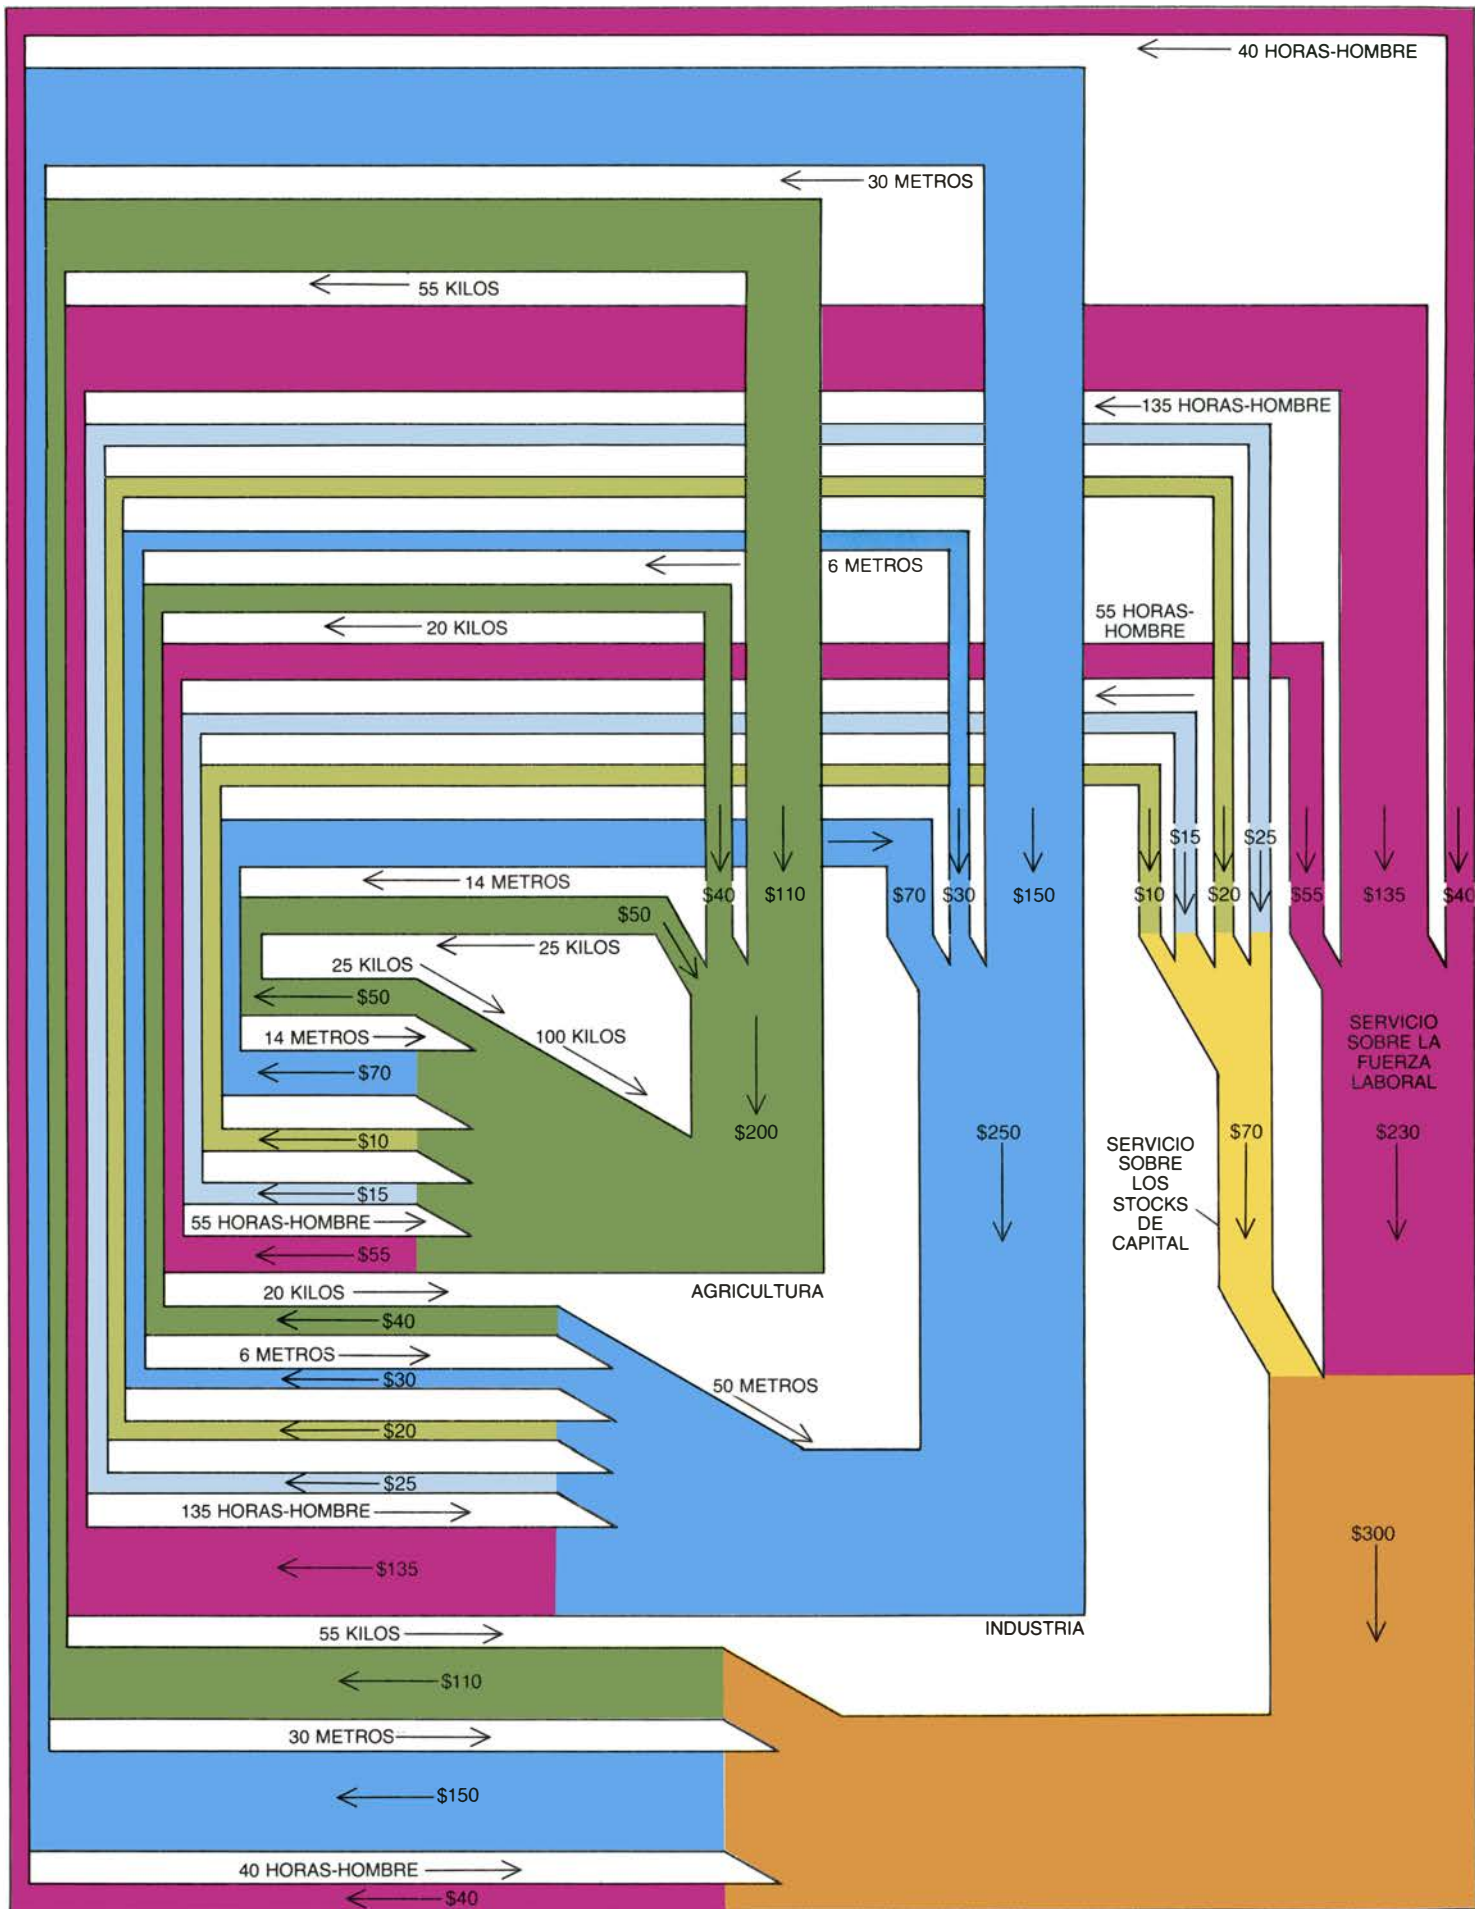 40 HORAS-HOMBRE
30 METROS
55 KILOS
135 HORAS-HOMBRE
6 METROS
55 HORAS-
HOMBRE
20 KILOS
$15
$25
14 METROS
$40
$110
$70
$30
$150
$10
$20
$55
$135
$40
$50
25 KILOS
25 KILOS
$50
14 METROS
100 KILOS
SERVICIO
SOBRE LA
FUERZA
LABORAL
$70
$10
$200
$250
SERVICIO
SOBRE
LOS
STOCKS
DE
CAPITAL
$70
$230
$15
55 HORAS-HOMBRE
$55
20 KILOS
AGRICULTURA
$40
6 METROS
$30
50 METROS
$20
$25
135 HORAS-HOMBRE
$300
$135
55 KILOS
INDUSTRIA
$110
30 METROS
$150
40 HORAS-HOMBRE
$40